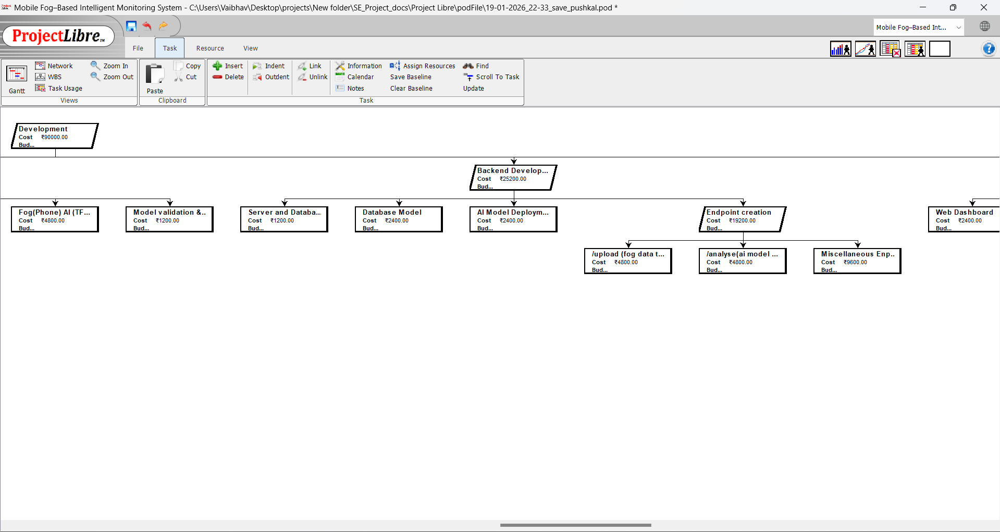 Mobile Fog–Based Intelligent Monitoring System - C:\Users\Vaibhav\Desktop\projects\New folder\SE_Project_docs\Project Libre\podFile\19-01-2026_22-33_save_pushkal.pod *
ProjectLibre
Mobile Fog–Based Int...
File Task Resource View
Network Zoom In Copy Insert Indent Link Information Assign Resources Find
WBS Zoom Out Cut Delete Outdent Unlink Calendar Save Baseline Scroll To Task
Gantt Task Usage Paste Notes Clear Baseline Update
Views Clipboard Task
Development
Cost ₹90000.00
Bud...
Backend Develop...
Cost ₹25200.00
Bud...
Fog(Phone) AI (TF...
Cost ₹4800.00
Bud...
Model validation &..
Cost ₹1200.00
Bud...
Server and Databa...
Cost ₹1200.00
Bud...
Database Model
Cost ₹2400.00
Bud...
AI Model Deploym...
Cost ₹2400.00
Bud...
Endpoint creation
Cost ₹19200.00
Bud...
Web Dashboard
Cost ₹2400.00
Bud...
/upload (fog data t...
Cost ₹4800.00
Bud...
/analyse(ai model ...
Cost ₹4800.00
Bud...
Miscellaneous Enp..
Cost ₹9600.00
Bud...